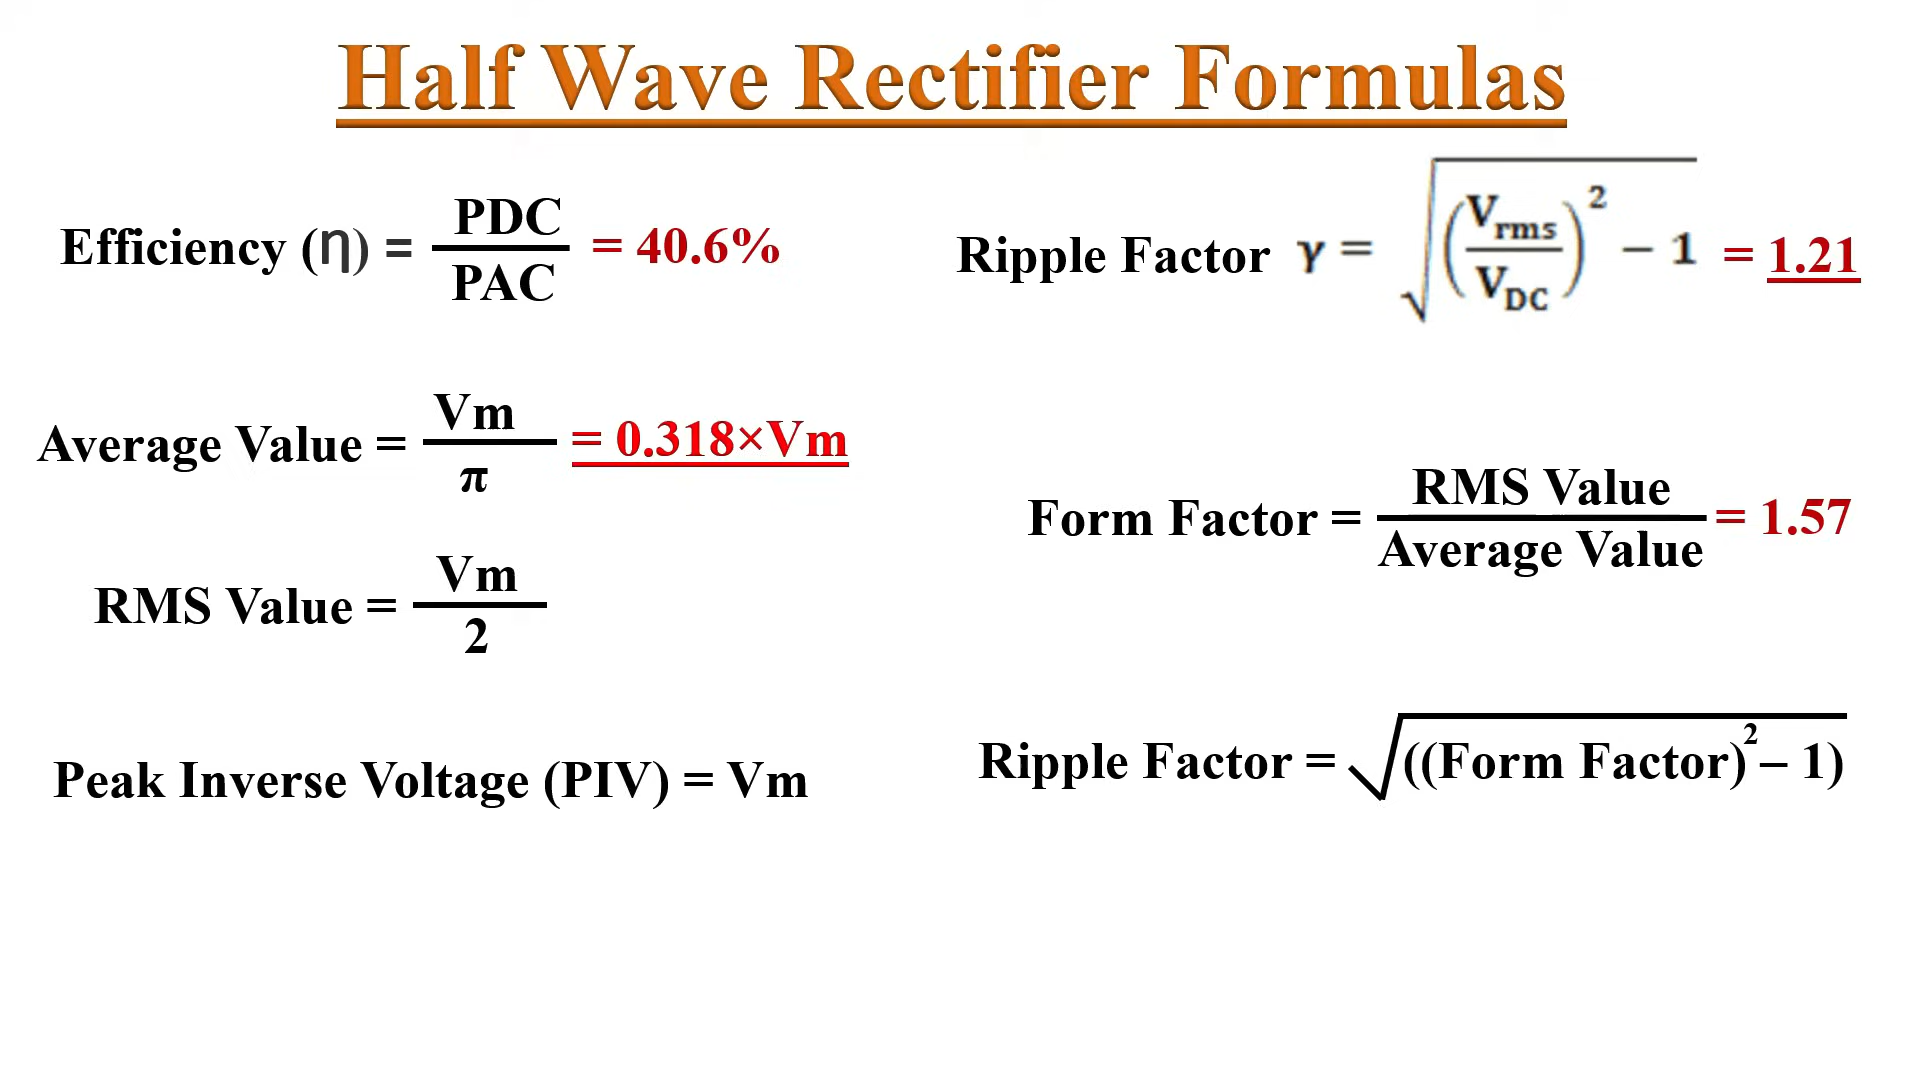 Half Wave Rectifier Formulas
Efficiency (η) = PDC / PAC = 40.6%
Average Value = Vm / π = 0.318×Vm
RMS Value = Vm / 2
Peak Inverse Voltage (PIV) = Vm
Ripple Factor γ = √((Vrms / VDC)² − 1) = 1.21
Form Factor = RMS Value / Average Value = 1.57
Ripple Factor = √((Form Factor)² – 1)